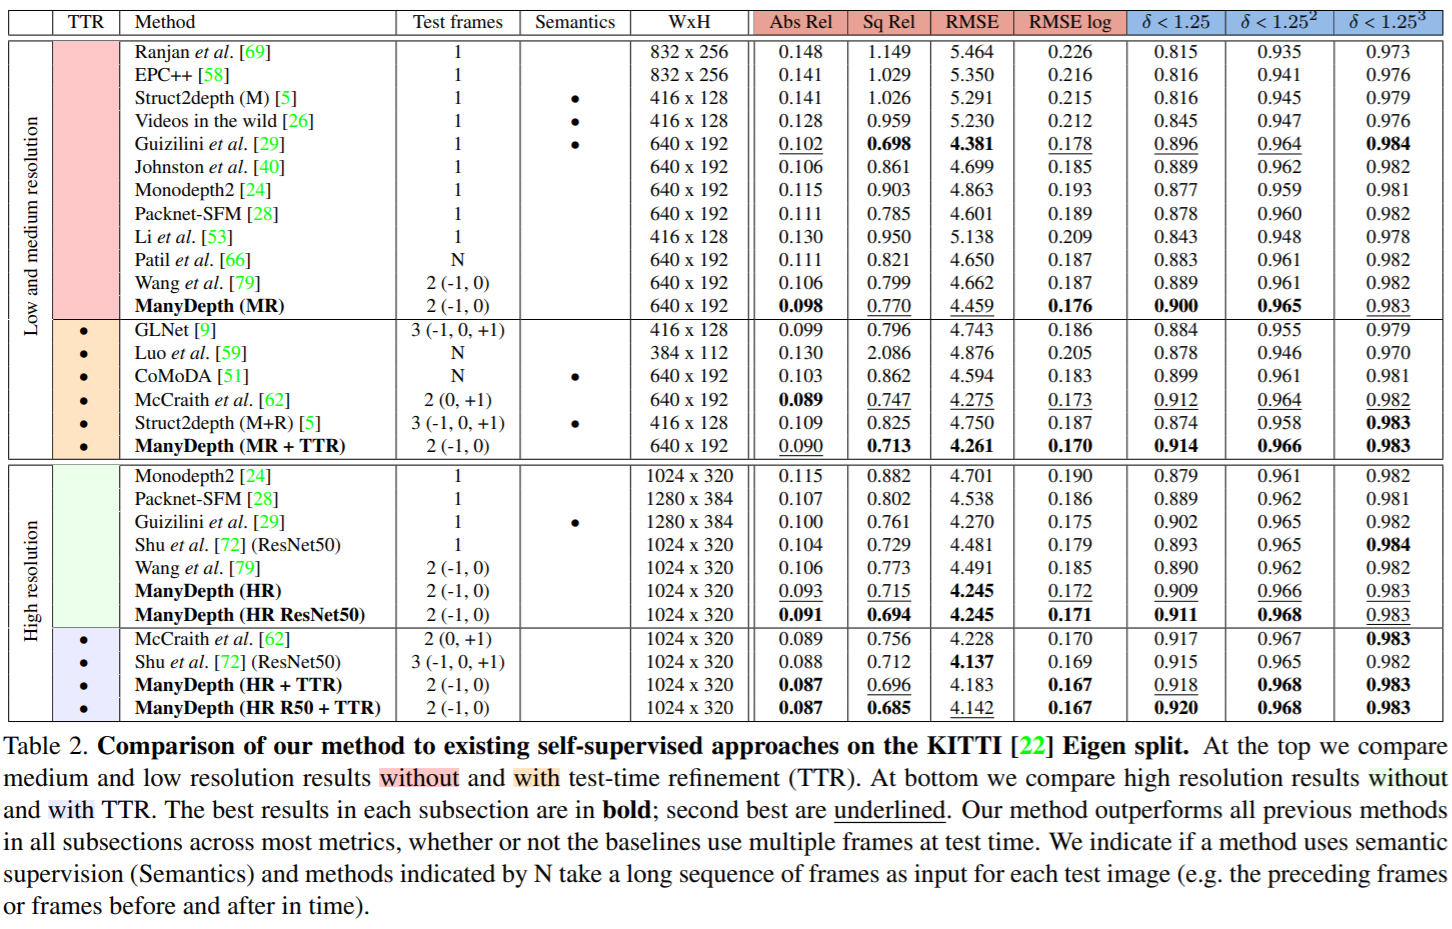 TTR Method Test frames Semantics WxH Abs Rel Sq Rel RMSE RMSE log δ < 1.25 δ < 1.25² δ < 1.25³
Low and medium resolution
Ranjan et al. [69] 1 832 x 256 0.148 1.149 5.464 0.226 0.815 0.935 0.973
EPC++ [58] 1 832 x 256 0.141 1.029 5.350 0.216 0.816 0.941 0.976
Struct2depth (M) [5] 1 • 416 x 128 0.141 1.026 5.291 0.215 0.816 0.945 0.979
Videos in the wild [26] 1 • 416 x 128 0.128 0.959 5.230 0.212 0.845 0.947 0.976
Guizilini et al. [29] 1 • 640 x 192 0.102 0.698 4.381 0.178 0.896 0.964 0.984
Johnston et al. [40] 1 640 x 192 0.106 0.861 4.699 0.185 0.889 0.962 0.982
Monodepth2 [24] 1 640 x 192 0.115 0.903 4.863 0.193 0.877 0.959 0.981
Packnet-SFM [28] 1 640 x 192 0.111 0.785 4.601 0.189 0.878 0.960 0.982
Li et al. [53] 1 416 x 128 0.130 0.950 5.138 0.209 0.843 0.948 0.978
Patil et al. [66] N 640 x 192 0.111 0.821 4.650 0.187 0.883 0.961 0.982
Wang et al. [79] 2 (-1, 0) 640 x 192 0.106 0.799 4.662 0.187 0.889 0.961 0.982
ManyDepth (MR) 2 (-1, 0) 640 x 192 0.098 0.770 4.459 0.176 0.900 0.965 0.983
• GLNet [9] 3 (-1, 0, +1) 416 x 128 0.099 0.796 4.743 0.186 0.884 0.955 0.979
• Luo et al. [59] N 384 x 112 0.130 2.086 4.876 0.205 0.878 0.946 0.970
• CoMoDA [51] N • 640 x 192 0.103 0.862 4.594 0.183 0.899 0.961 0.981
• McCraith et al. [62] 2 (0, +1) 640 x 192 0.089 0.747 4.275 0.173 0.912 0.964 0.982
• Struct2depth (M+R) [5] 3 (-1, 0, +1) • 416 x 128 0.109 0.825 4.750 0.187 0.874 0.958 0.983
• ManyDepth (MR + TTR) 2 (-1, 0) 640 x 192 0.090 0.713 4.261 0.170 0.914 0.966 0.983
High resolution
Monodepth2 [24] 1 1024 x 320 0.115 0.882 4.701 0.190 0.879 0.961 0.982
Packnet-SFM [28] 1 1280 x 384 0.107 0.802 4.538 0.186 0.889 0.962 0.981
Guizilini et al. [29] 1 • 1280 x 384 0.100 0.761 4.270 0.175 0.902 0.965 0.982
Shu et al. [72] (ResNet50) 1 1024 x 320 0.104 0.729 4.481 0.179 0.893 0.965 0.984
Wang et al. [79] 2 (-1, 0) 1024 x 320 0.106 0.773 4.491 0.185 0.890 0.962 0.982
ManyDepth (HR) 2 (-1, 0) 1024 x 320 0.093 0.715 4.245 0.172 0.909 0.966 0.983
ManyDepth (HR ResNet50) 2 (-1, 0) 1024 x 320 0.091 0.694 4.245 0.171 0.911 0.968 0.983
• McCraith et al. [62] 2 (0, +1) 1024 x 320 0.089 0.756 4.228 0.170 0.917 0.967 0.983
• Shu et al. [72] (ResNet50) 3 (-1, 0, +1) 1024 x 320 0.088 0.712 4.137 0.169 0.915 0.965 0.982
• ManyDepth (HR + TTR) 2 (-1, 0) 1024 x 320 0.087 0.696 4.183 0.167 0.918 0.968 0.983
• ManyDepth (HR R50 + TTR) 2 (-1, 0) 1024 x 320 0.087 0.685 4.142 0.167 0.920 0.968 0.983
Table 2. Comparison of our method to existing self-supervised approaches on the KITTI [22] Eigen split. At the top we compare
medium and low resolution results without and with test-time refinement (TTR). At bottom we compare high resolution results without
and with TTR. The best results in each subsection are in bold; second best are underlined. Our method outperforms all previous methods
in all subsections across most metrics, whether or not the baselines use multiple frames at test time. We indicate if a method uses semantic
supervision (Semantics) and methods indicated by N take a long sequence of frames as input for each test image (e.g. the preceding frames
or frames before and after in time).